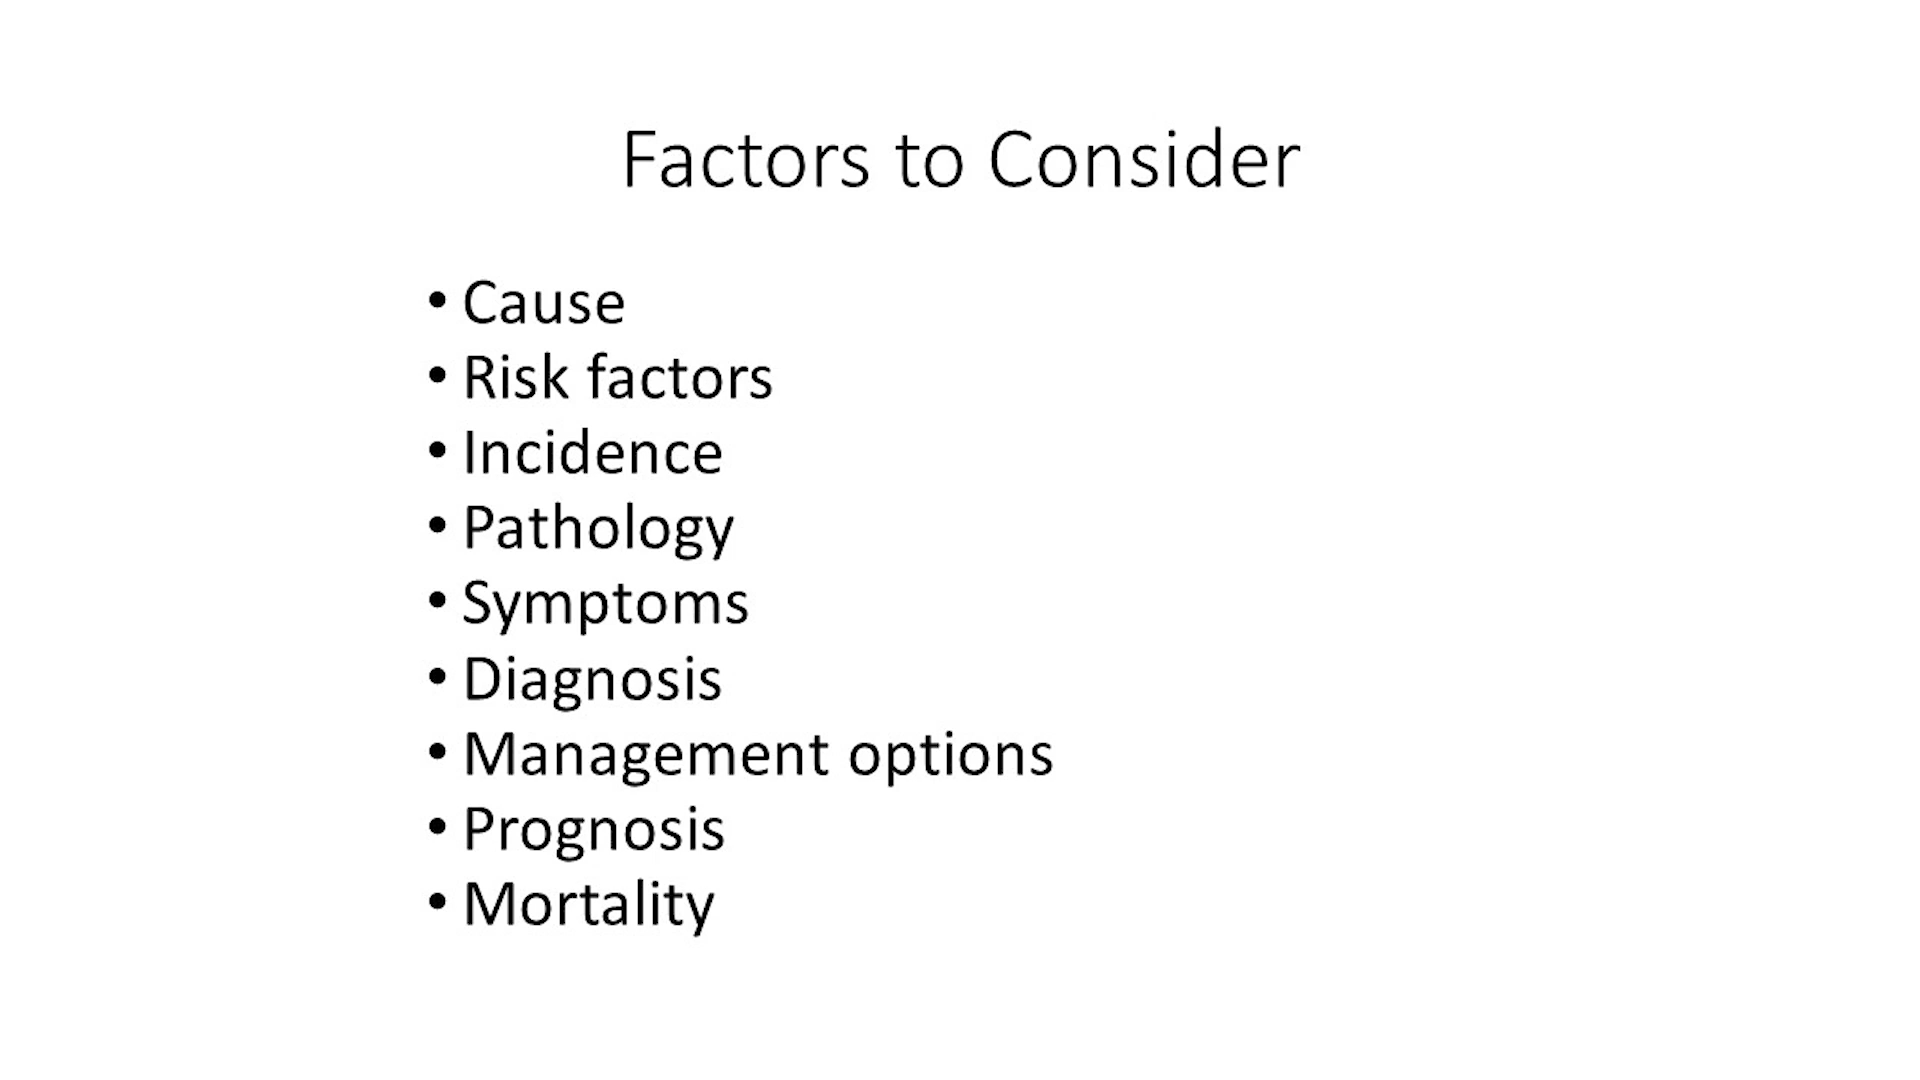 Factors to Consider
• Cause
• Risk factors
• Incidence
• Pathology
• Symptoms
• Diagnosis
• Management options
• Prognosis
• Mortality